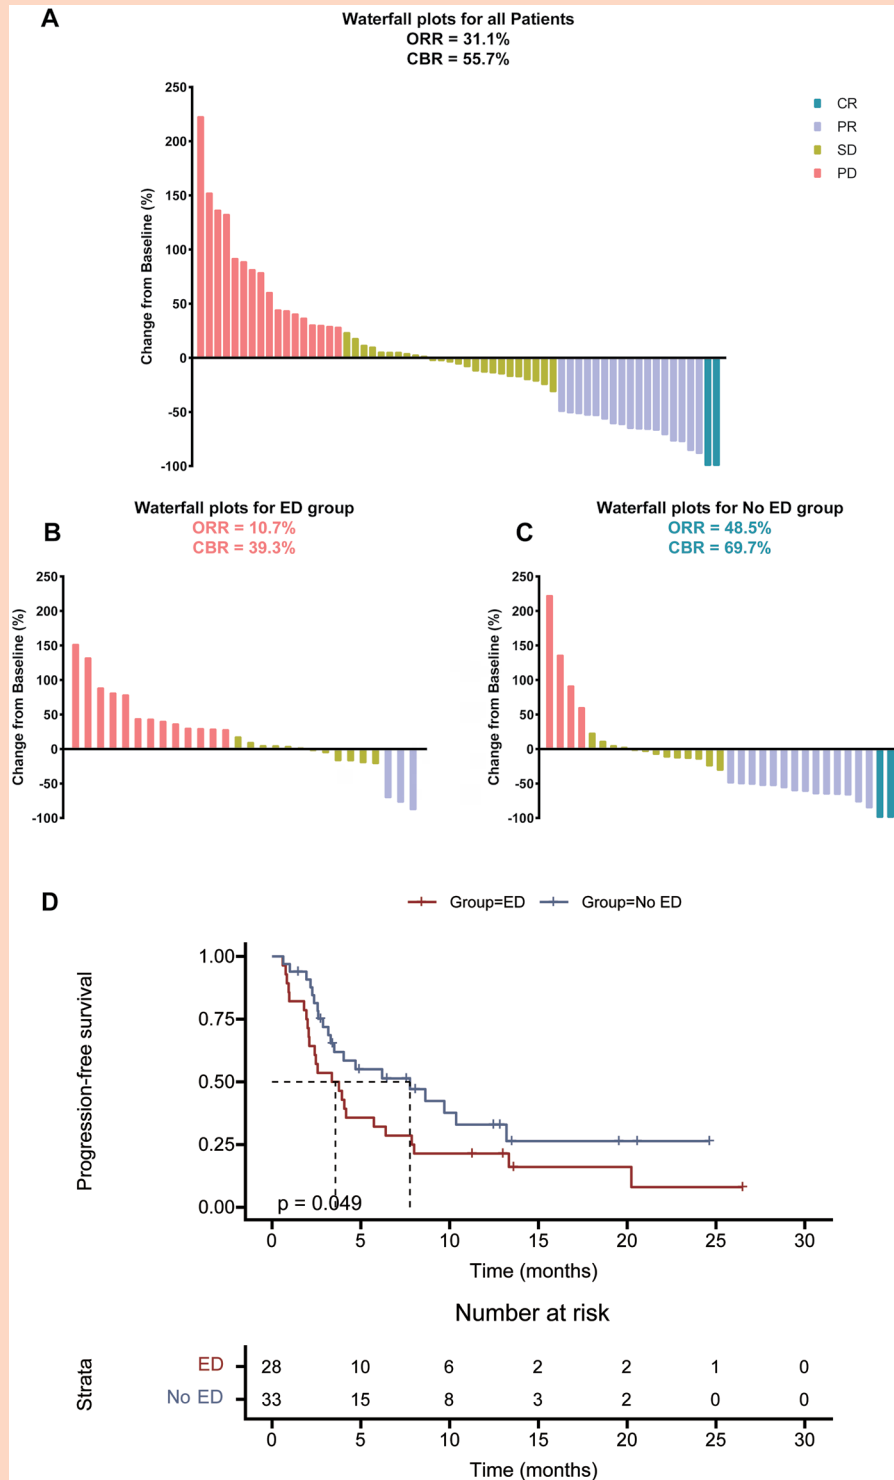 A
Waterfall plots for all Patients
ORR = 31.1%
CBR = 55.7%
Change from Baseline (%)
250
200
150
100
50
0
-50
-100
CR
PR
SD
PD
B
Waterfall plots for ED group
ORR = 10.7%
CBR = 39.3%
Change from Baseline (%)
250
200
150
100
50
0
-50
-100
C
Waterfall plots for No ED group
ORR = 48.5%
CBR = 69.7%
Change from Baseline (%)
250
200
150
100
50
0
-50
-100
D
Group=ED Group=No ED
Progression-free survival
1.00
0.75
0.50
0.25
0.00
p = 0.049
0 5 10 15 20 25 30
Time (months)
Number at risk
Strata
ED 28 10 6 2 2 1 0
No ED 33 15 8 3 2 0 0
0 5 10 15 20 25 30
Time (months)